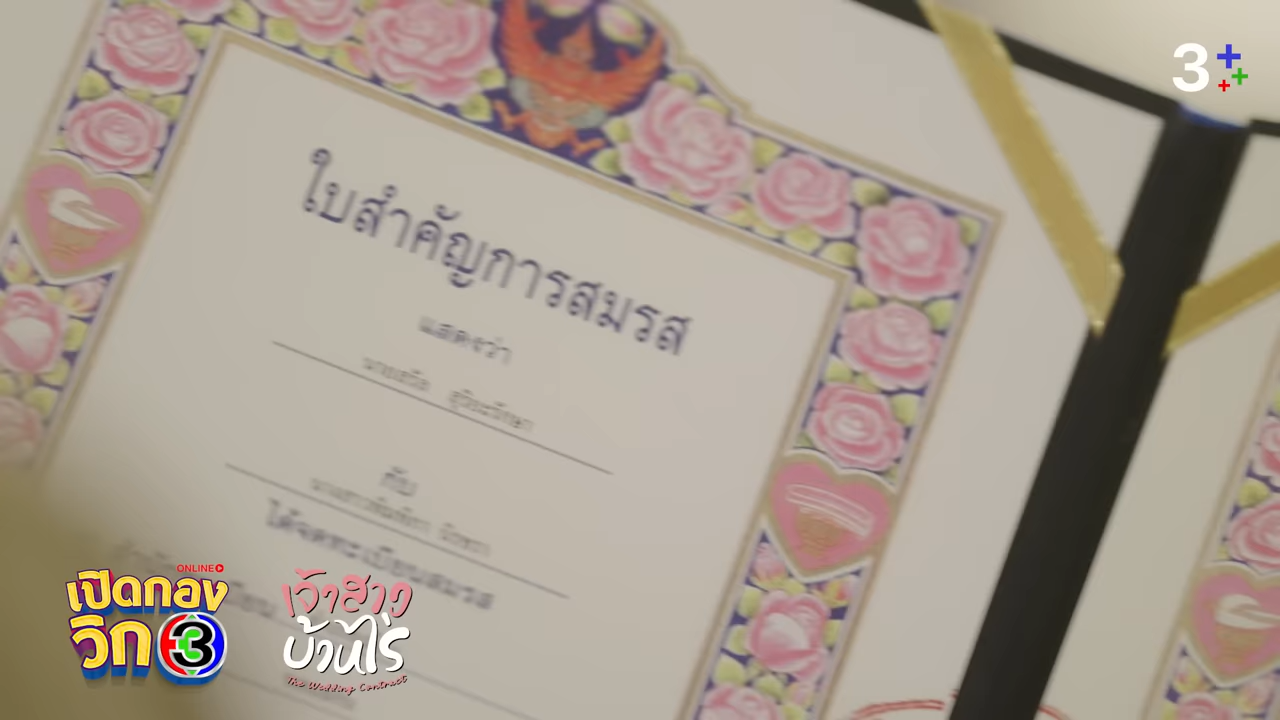 3
ใบสำคัญการสมรส
แสดงว่า
กับ
ได้จดทะเบียนสมรส
ONLINE
เปิดกอง
วิก 3
เจ้าสาว
บ้านไร่
The Wedding Contract